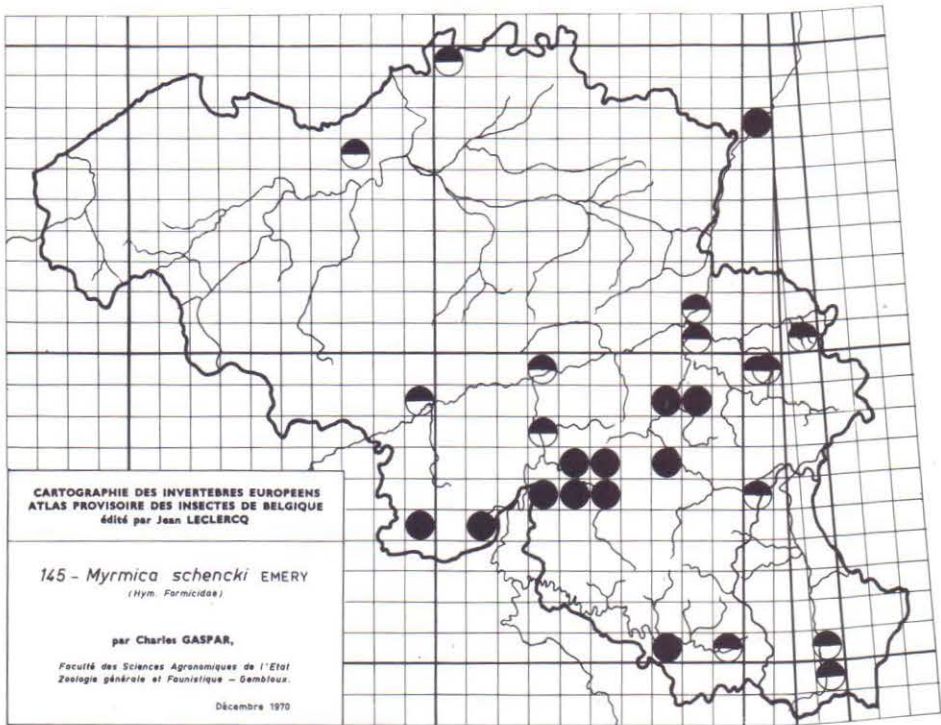 CARTOGRAPHIE DES INVERTEBRES EUROPEENS
ATLAS PROVISOIRE DES INSECTES DE BELGIQUE
édité par Jean LECLERCQ
145 - Myrmica schencki EMERY
(Hym. Formicidae)
par Charles GASPAR,
Faculté des Sciences Agronomiques de l'Etat
Zoologie générale et Faunistique - Gembloux.
Décembre 1970